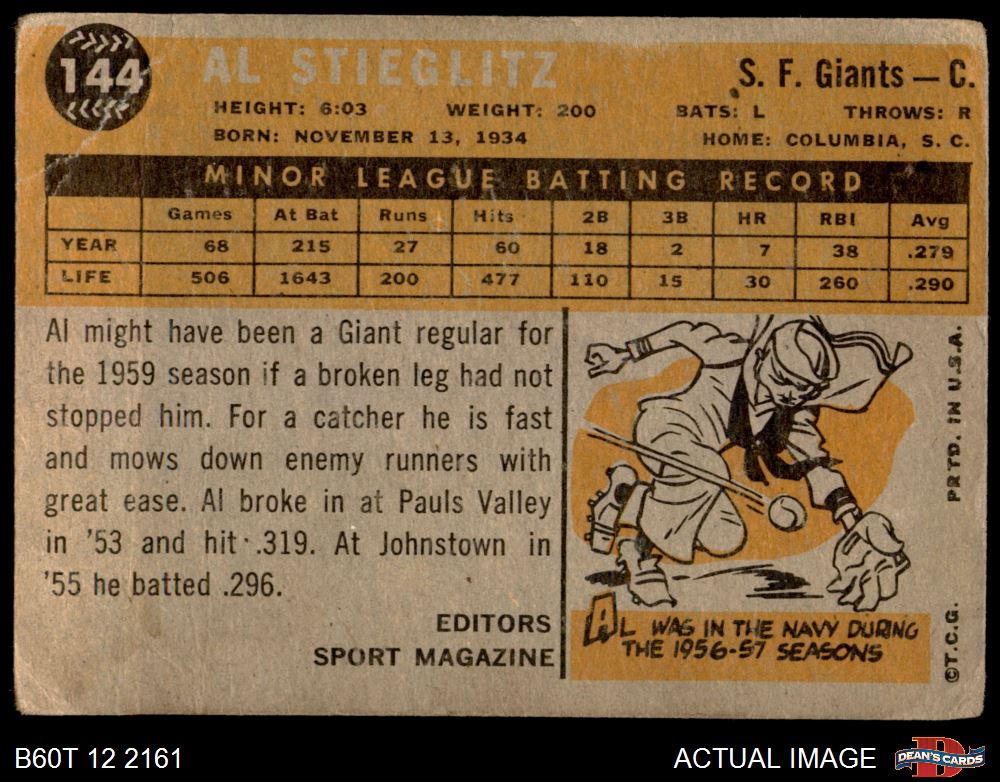 144
AL STIEGLITZ
S. F. Giants — C.
HEIGHT: 6:03 WEIGHT: 200 BATS: L THROWS: R
BORN: NOVEMBER 13, 1934 HOME: COLUMBIA, S. C.
MINOR LEAGUE BATTING RECORD
Games At Bat Runs Hits 2B 3B HR RBI Avg
YEAR 68 215 27 60 18 2 7 38 .279
LIFE 506 1643 200 477 110 15 30 260 .290
Al might have been a Giant regular for
the 1959 season if a broken leg had not
stopped him. For a catcher he is fast
and mows down enemy runners with
great ease. Al broke in at Pauls Valley
in '53 and hit .319. At Johnstown in
'55 he batted .296.
EDITORS
SPORT MAGAZINE
AL WAS IN THE NAVY DURING
THE 1956-57 SEASONS
©T.C.G. PRTD. IN U.S.A.
B60T 12 2161
ACTUAL IMAGE
D
DEAN'S CARDS